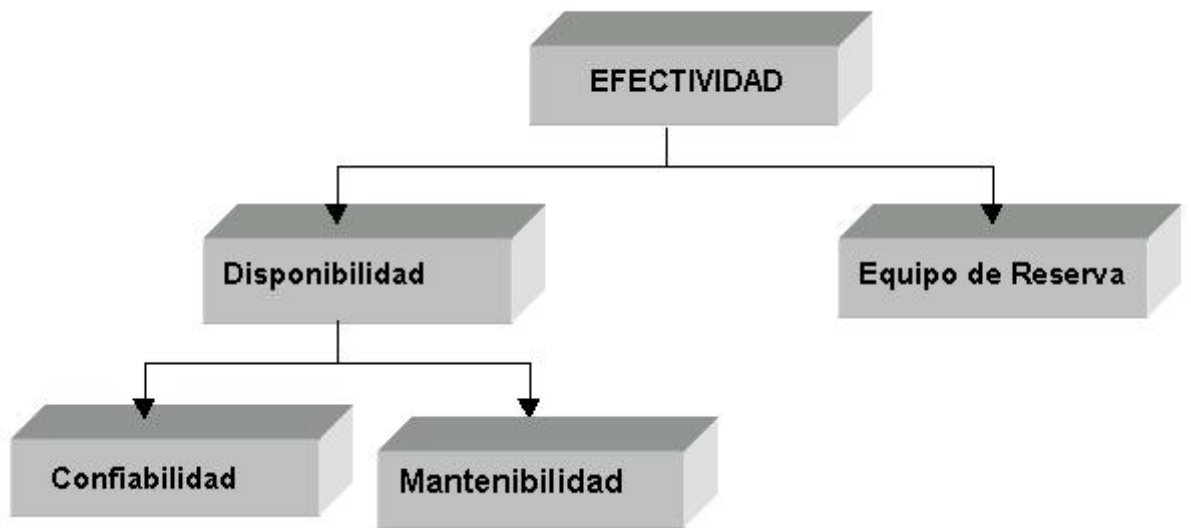 EFECTIVIDAD
Disponibilidad
Equipo de Reserva
Confiabilidad
Mantenibilidad